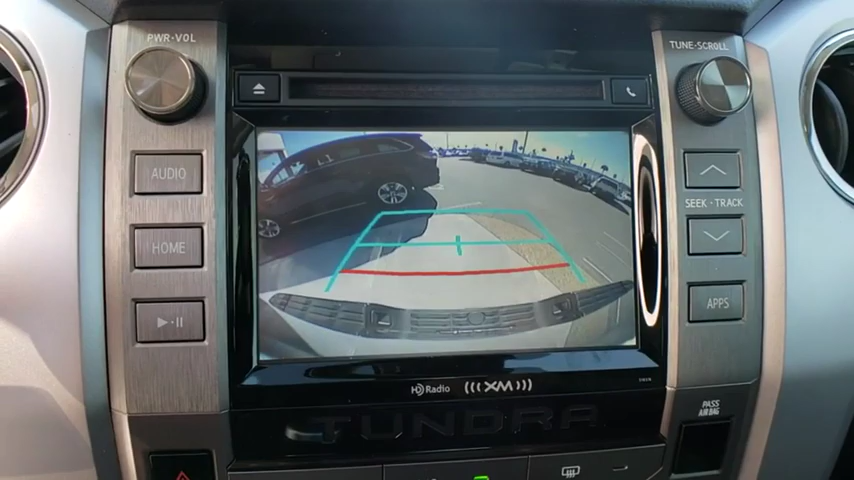 PWR•VOL
TUNE•SCROLL
AUDIO
SEEK • TRACK
HOME
APPS
HD Radio
((( XM )))
TUNDRA
PASS
AIR BAG